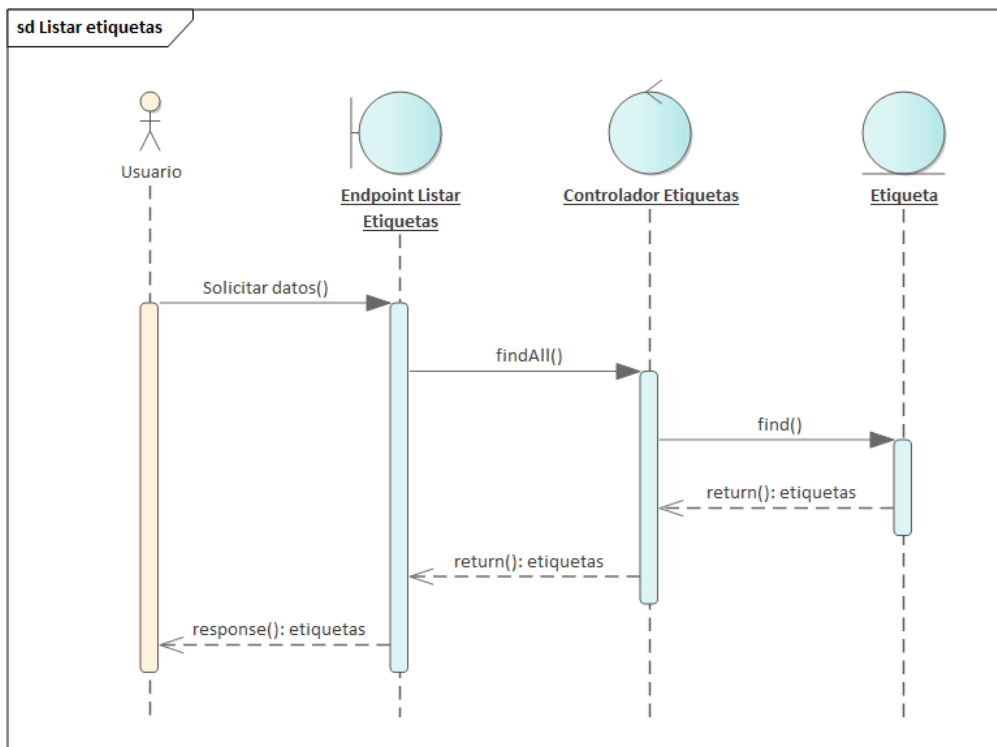 sd Listar etiquetas
Usuario
Endpoint Listar
Etiquetas
Controlador Etiquetas
Etiqueta
Solicitar datos()
findAll()
find()
return(): etiquetas
return(): etiquetas
response(): etiquetas